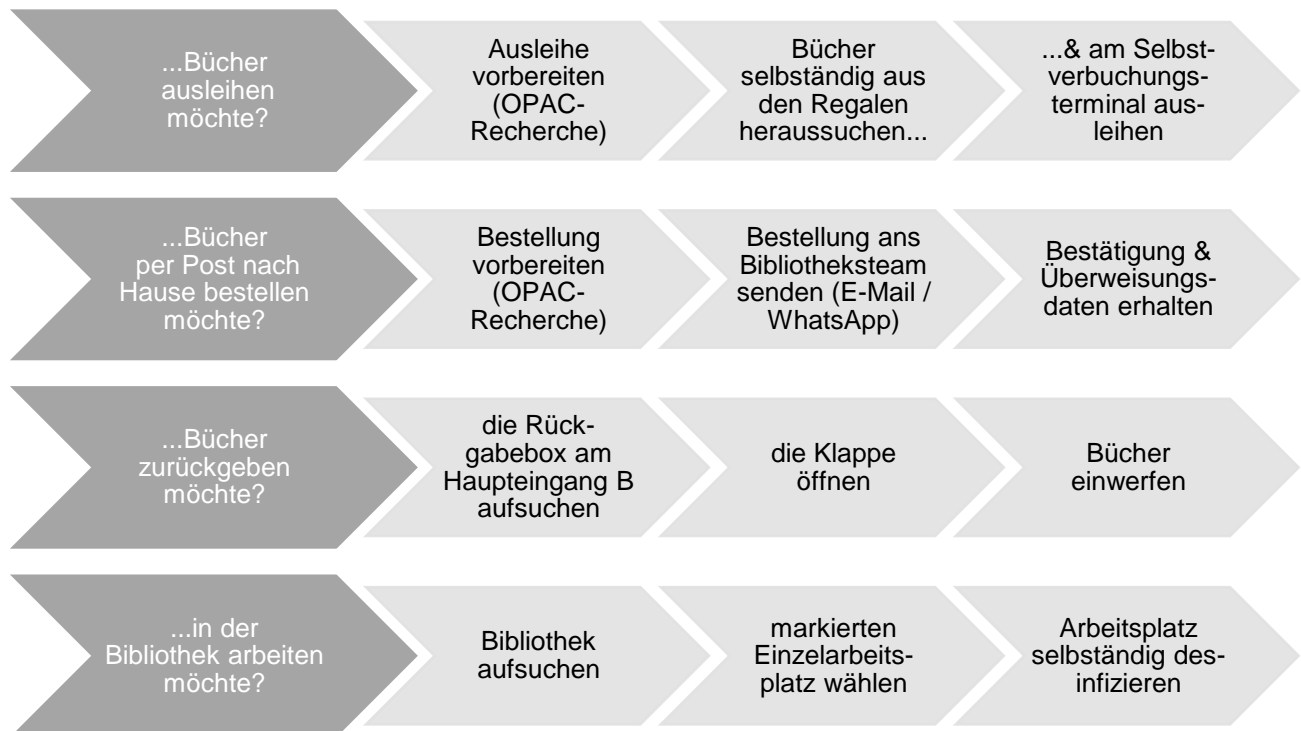 ...Bücher
ausleihen
möchte?
Ausleihe
vorbereiten
(OPAC-
Recherche)
Bücher
selbständig aus
den Regalen
heraussuchen...
...& am Selbst-
verbuchungs-
terminal aus-
leihen
...Bücher
per Post nach
Hause bestellen
möchte?
Bestellung
vorbereiten
(OPAC-
Recherche)
Bestellung ans
Bibliotheksteam
senden (E-Mail /
WhatsApp)
Bestätigung &
Überweisungs-
daten erhalten
...Bücher
zurückgeben
möchte?
die Rück-
gabebox am
Haupteingang B
aufsuchen
die Klappe
öffnen
Bücher
einwerfen
...in der
Bibliothek arbeiten
möchte?
Bibliothek
aufsuchen
markierten
Einzelarbeits-
platz wählen
Arbeitsplatz
selbständig des-
infizieren